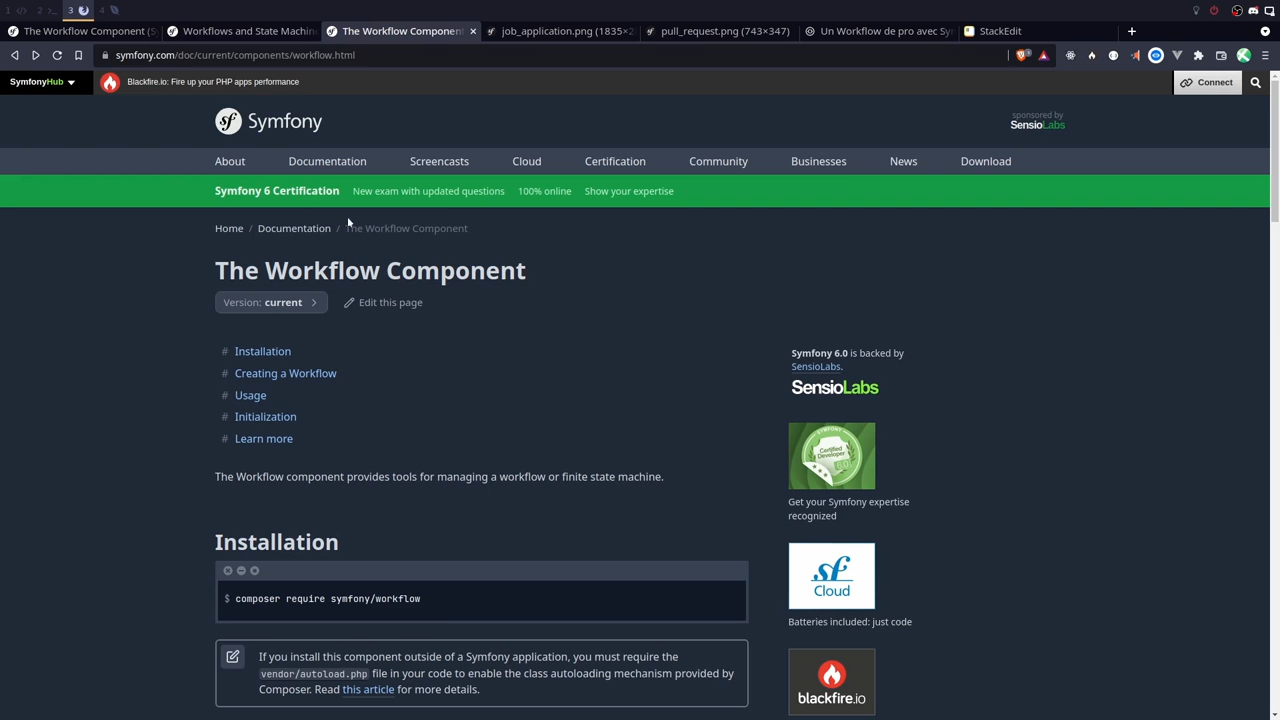 1 2 3 4
The Workflow Component (S
Workflows and State Machin
The Workflow Component
job_application.png (1835×2
pull_request.png (743×347)
Un Workflow de pro avec Sy
StackEdit
symfony.com/doc/current/components/workflow.html
SymfonyHub
Blackfire.io: Fire up your PHP apps performance
Connect
Symfony
sponsored by
SensioLabs
About Documentation Screencasts Cloud Certification Community Businesses News Download
Symfony 6 Certification New exam with updated questions 100% online Show your expertise
Home / Documentation / The Workflow Component
The Workflow Component
Version: current
Edit this page
# Installation
# Creating a Workflow
# Usage
# Initialization
# Learn more
Symfony 6.0 is backed by
SensioLabs.
SensioLabs
The Workflow component provides tools for managing a workflow or finite state machine.
Get your Symfony expertise
recognized
Installation
$ composer require symfony/workflow
sf
Cloud
Batteries included: just code
If you install this component outside of a Symfony application, you must require the
vendor/autoload.php file in your code to enable the class autoloading mechanism provided by
Composer. Read this article for more details.
blackfire.io